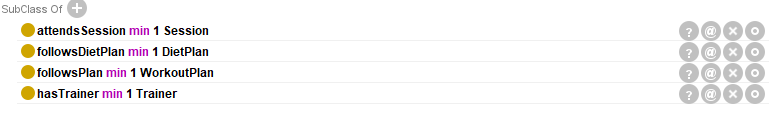 SubClass Of
attendsSession min 1 Session
followsDietPlan min 1 DietPlan
followsPlan min 1 WorkoutPlan
hasTrainer min 1 Trainer